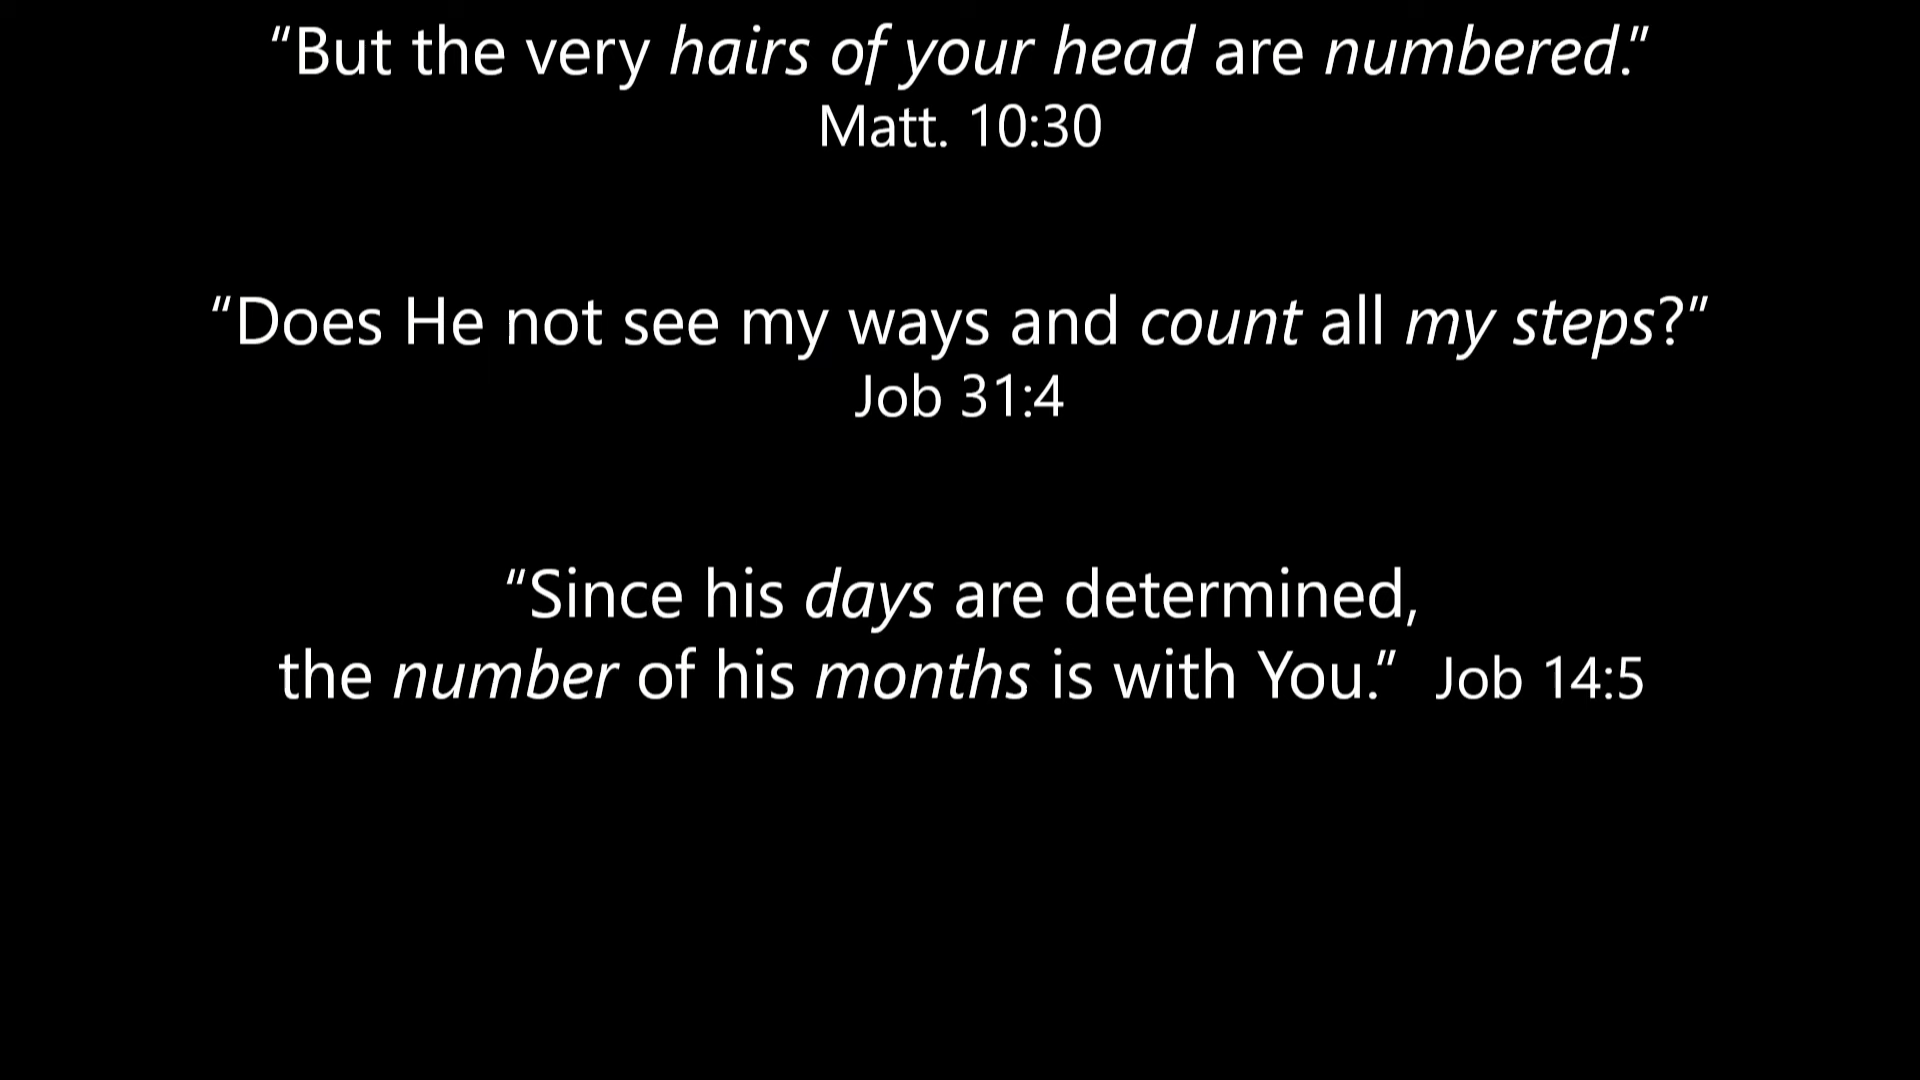 “But the very hairs of your head are numbered.”
Matt. 10:30
“Does He not see my ways and count all my steps?”
Job 31:4
“Since his days are determined,
the number of his months is with You.” Job 14:5